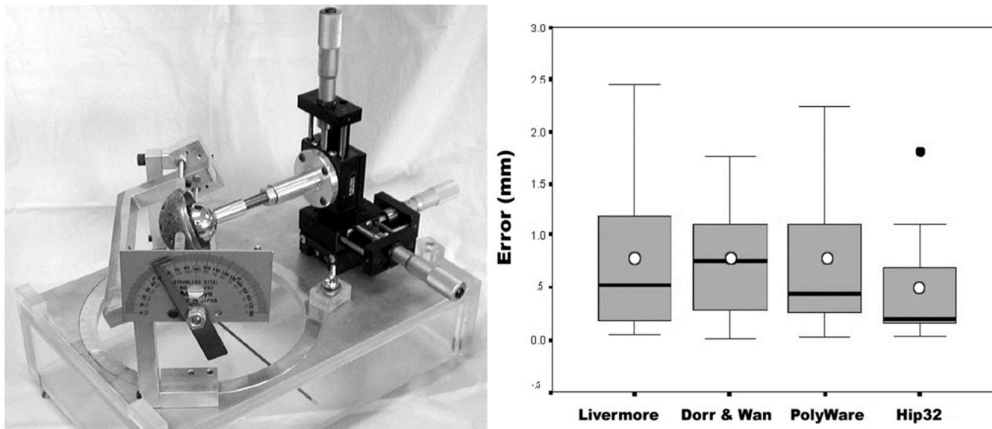 STAINLESS STEEL
JAPAN
Error (mm)
3.0
2.5
2.0
1.5
1.0
.5
0.0
-.5
Livermore
Dorr & Wan
PolyWare
Hip32